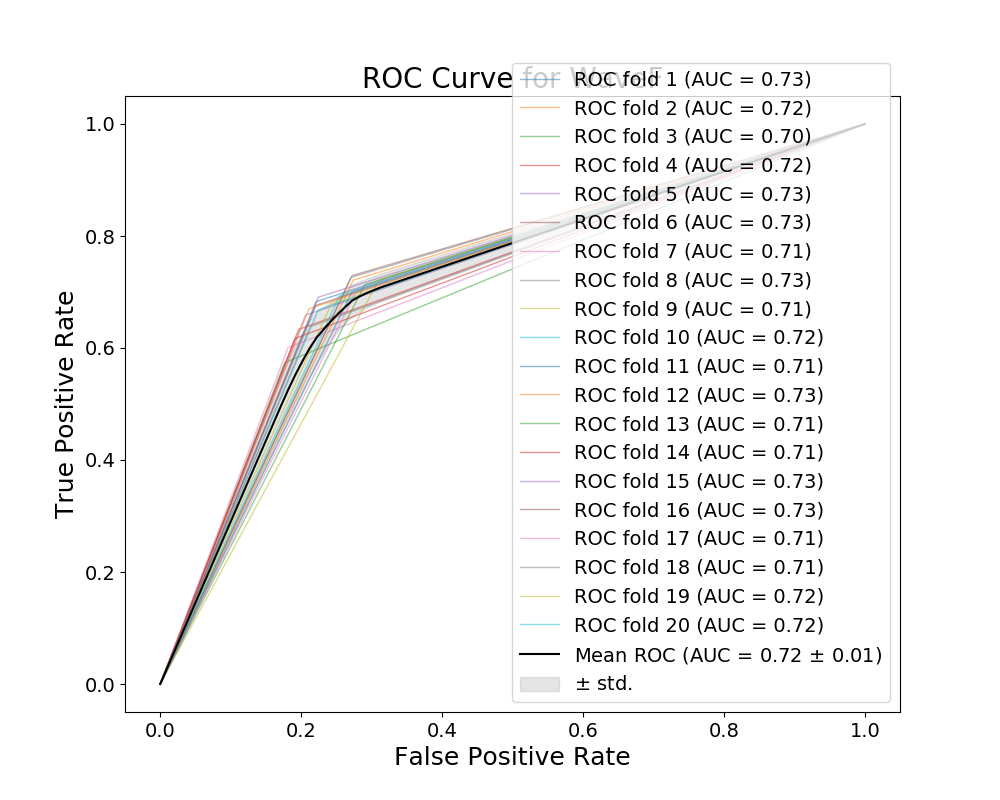 ROC Curve for WaveF
ROC fold 1 (AUC = 0.73)
ROC fold 2 (AUC = 0.72)
ROC fold 3 (AUC = 0.70)
ROC fold 4 (AUC = 0.72)
ROC fold 5 (AUC = 0.73)
ROC fold 6 (AUC = 0.73)
ROC fold 7 (AUC = 0.71)
ROC fold 8 (AUC = 0.73)
ROC fold 9 (AUC = 0.71)
ROC fold 10 (AUC = 0.72)
ROC fold 11 (AUC = 0.71)
ROC fold 12 (AUC = 0.73)
ROC fold 13 (AUC = 0.71)
ROC fold 14 (AUC = 0.71)
ROC fold 15 (AUC = 0.73)
ROC fold 16 (AUC = 0.73)
ROC fold 17 (AUC = 0.71)
ROC fold 18 (AUC = 0.71)
ROC fold 19 (AUC = 0.72)
ROC fold 20 (AUC = 0.72)
Mean ROC (AUC = 0.72 ± 0.01)
± std.
True Positive Rate
1.0
0.8
0.6
0.4
0.2
0.0
0.0 0.2 0.4 0.6 0.8 1.0
False Positive Rate